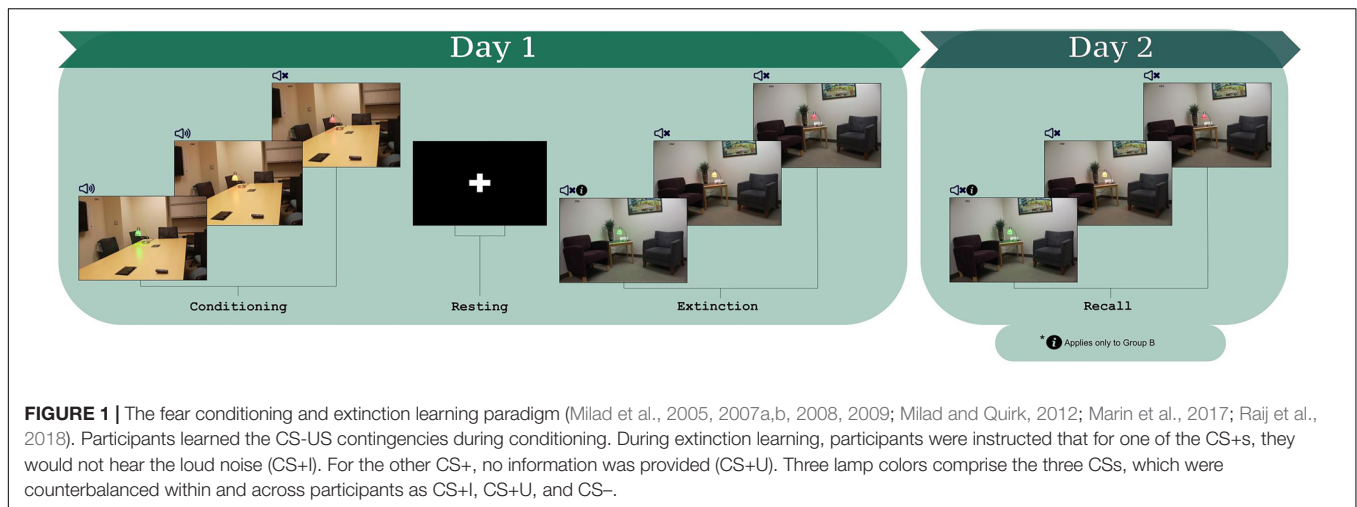 Day 1
Day 2
Conditioning
Resting
Extinction
Recall
* i Applies only to Group B
FIGURE 1 | The fear conditioning and extinction learning paradigm (Milad et al., 2005, 2007a,b, 2008, 2009; Milad and Quirk, 2012; Marin et al., 2017; Raij et al.,
2018). Participants learned the CS-US contingencies during conditioning. During extinction learning, participants were instructed that for one of the CS+s, they
would not hear the loud noise (CS+I). For the other CS+, no information was provided (CS+U). Three lamp colors comprise the three CSs, which were
counterbalanced within and across participants as CS+I, CS+U, and CS–.